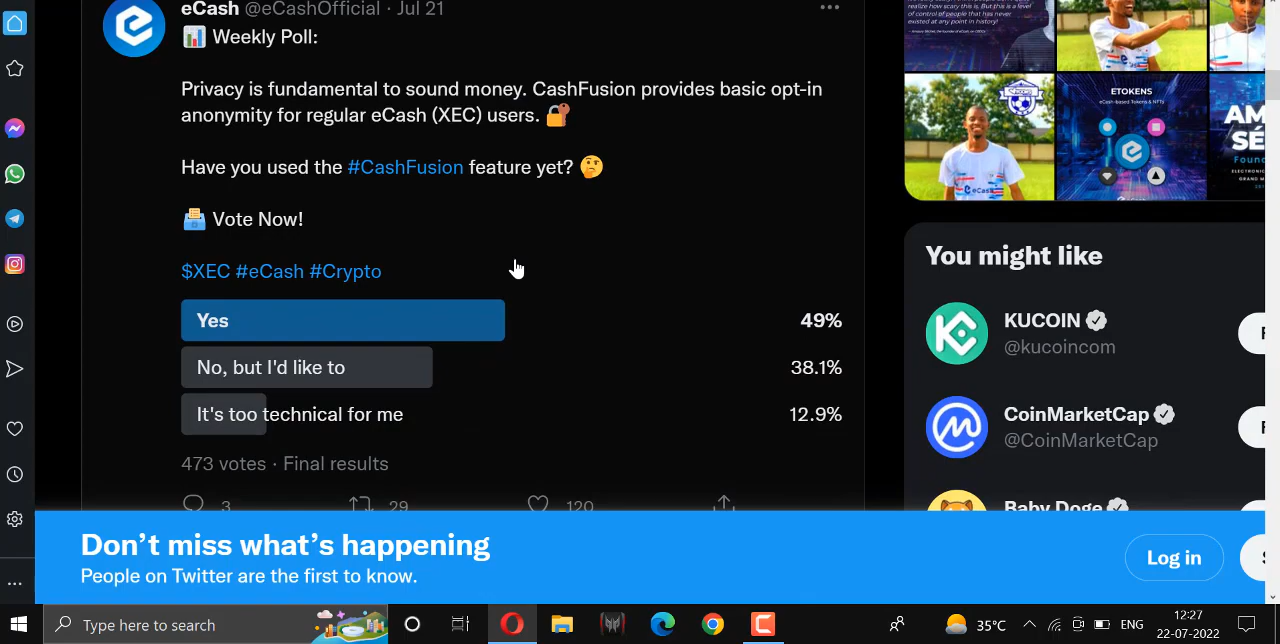 eCash @eCashOfficial · Jul 21
Weekly Poll:
Privacy is fundamental to sound money. CashFusion provides basic opt-in
anonymity for regular eCash (XEC) users.
Have you used the #CashFusion feature yet?
Vote Now!
$XEC #eCash #Crypto
Yes 49%
No, but I'd like to 38.1%
It's too technical for me 12.9%
473 votes · Final results
3 29 120
ETOKENS
eCash-based Tokens & NFTs
You might like
KUCOIN
@kucoincom
CoinMarketCap
@CoinMarketCap
Baby Doge
Don't miss what's happening
People on Twitter are the first to know.
Log in
Type here to search
35°C
ENG
12:27
22-07-2022